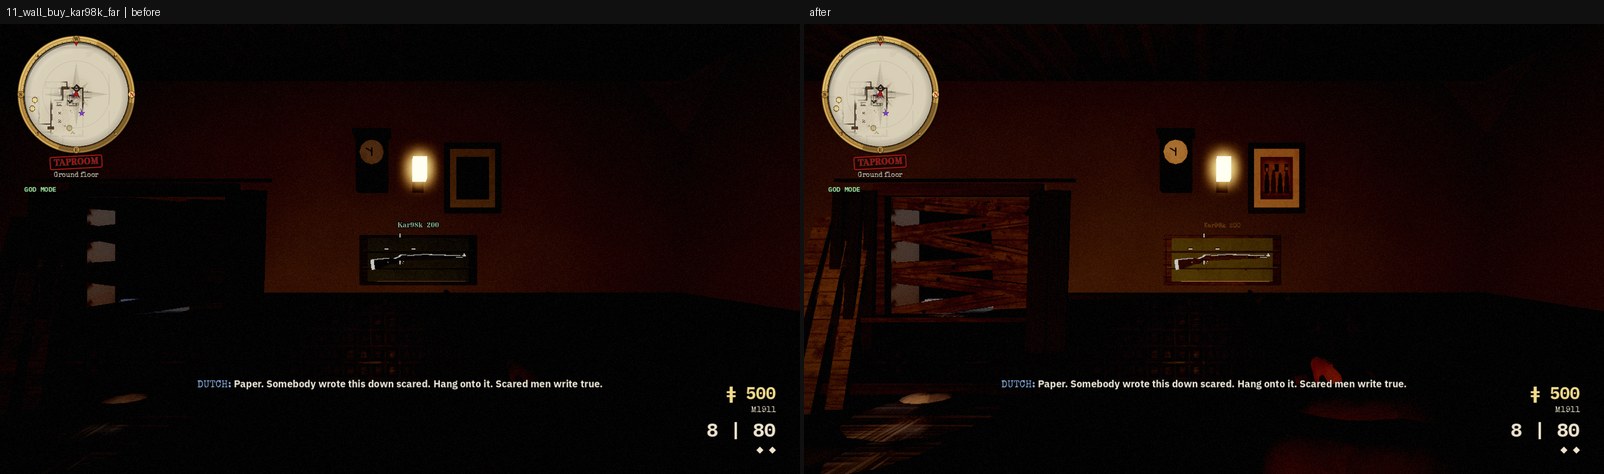 11_wall_buy_kar98k_far | before
after
TAPROOM
Ground floor
GOD MODE
Kar98k 200
DUTCH: Paper. Somebody wrote this down scared. Hang onto it. Scared men write true.
500
M1911
8 | 80
TAPROOM
Ground floor
GOD MODE
Kar98k 200
DUTCH: Paper. Somebody wrote this down scared. Hang onto it. Scared men write true.
500
M1911
8 | 80